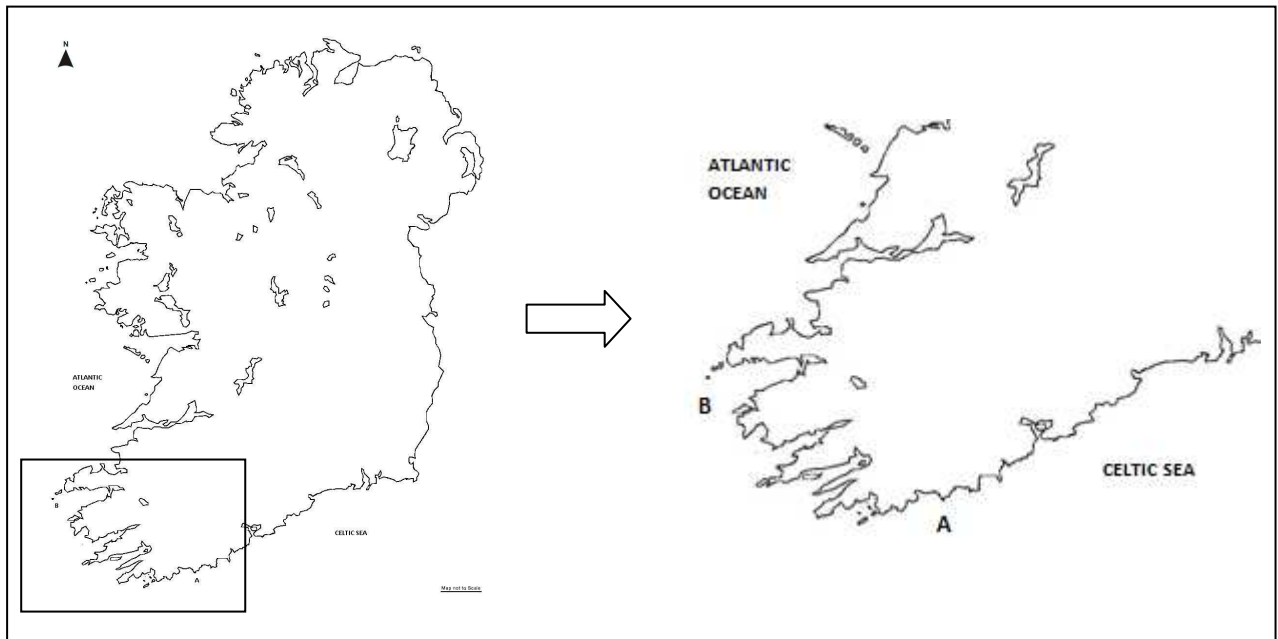 N
ATLANTIC
OCEAN
B
A
CELTIC SEA
Map not to Scale
ATLANTIC
OCEAN
B
A
CELTIC SEA